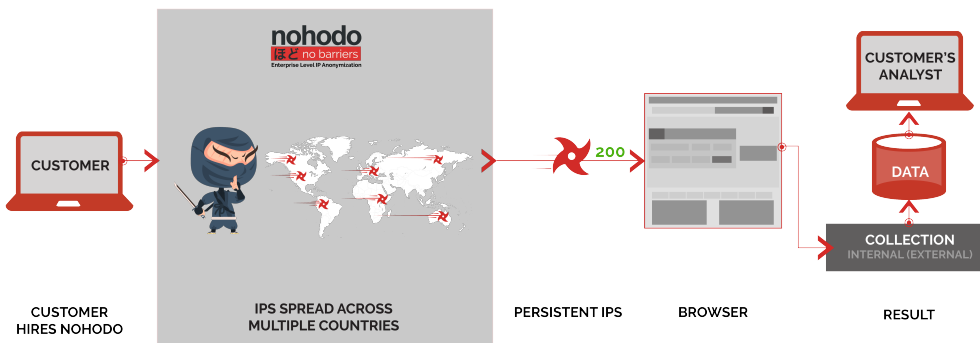 nohodo
ほど no barriers
Enterprise Level IP Anonymization
CUSTOMER
200
CUSTOMER'S
ANALYST
DATA
COLLECTION
INTERNAL (EXTERNAL)
CUSTOMER
HIRES NOHODO
IPS SPREAD ACROSS
MULTIPLE COUNTRIES
PERSISTENT IPS
BROWSER
RESULT